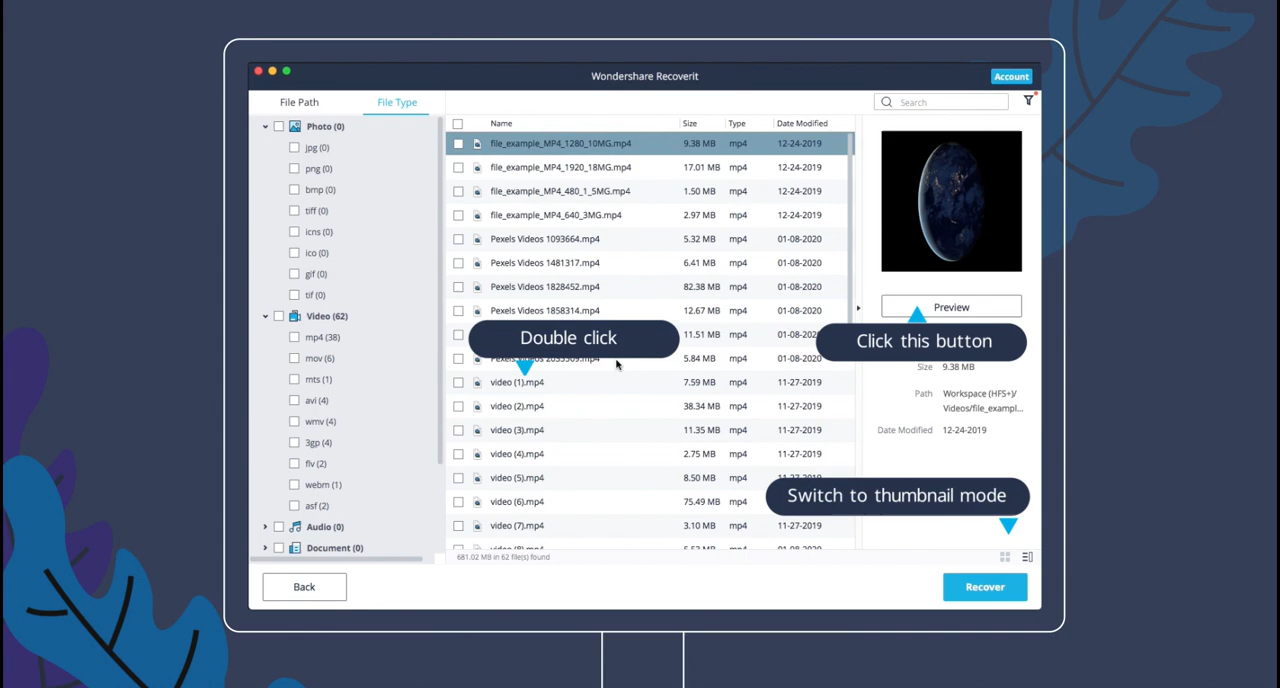 Wondershare Recoverit
Account
File Path
File Type
Search
Photo (0)
jpg (0)
png (0)
bmp (0)
tiff (0)
icns (0)
ico (0)
gif (0)
tif (0)
Video (62)
mp4 (38)
mov (6)
mts (1)
avi (4)
wmv (4)
3gp (4)
flv (2)
webm (1)
asf (2)
Audio (0)
Document (0)
Name Size Type Date Modified
file_example_MP4_1280_10MG.mp4 9.38 MB mp4 12-24-2019
file_example_MP4_1920_18MG.mp4 17.01 MB mp4 12-24-2019
file_example_MP4_480_1_5MG.mp4 1.50 MB mp4 12-24-2019
file_example_MP4_640_3MG.mp4 2.97 MB mp4 12-24-2019
Pexels Videos 1093664.mp4 5.32 MB mp4 01-08-2020
Pexels Videos 1481317.mp4 6.41 MB mp4 01-08-2020
Pexels Videos 1828452.mp4 82.38 MB mp4 01-08-2020
Pexels Videos 1858314.mp4 12.67 MB mp4 01-08-2020
Double click
11.51 MB mp4
5.84 MB mp4 01-08-2020
video (1).mp4 7.59 MB mp4 11-27-2019
video (2).mp4 38.34 MB mp4 11-27-2019
video (3).mp4 11.35 MB mp4 11-27-2019
video (4).mp4 2.75 MB mp4 11-27-2019
video (5).mp4 8.50 MB mp4
video (6).mp4 75.49 MB mp4
video (7).mp4 3.10 MB mp4 11-27-2019
681.02 MB in 62 file(s) found
Preview
Click this button
Size 9.38 MB
Path Workspace (HFS+)/
Videos/file_exampl...
Date Modified 12-24-2019
Switch to thumbnail mode
Back
Recover